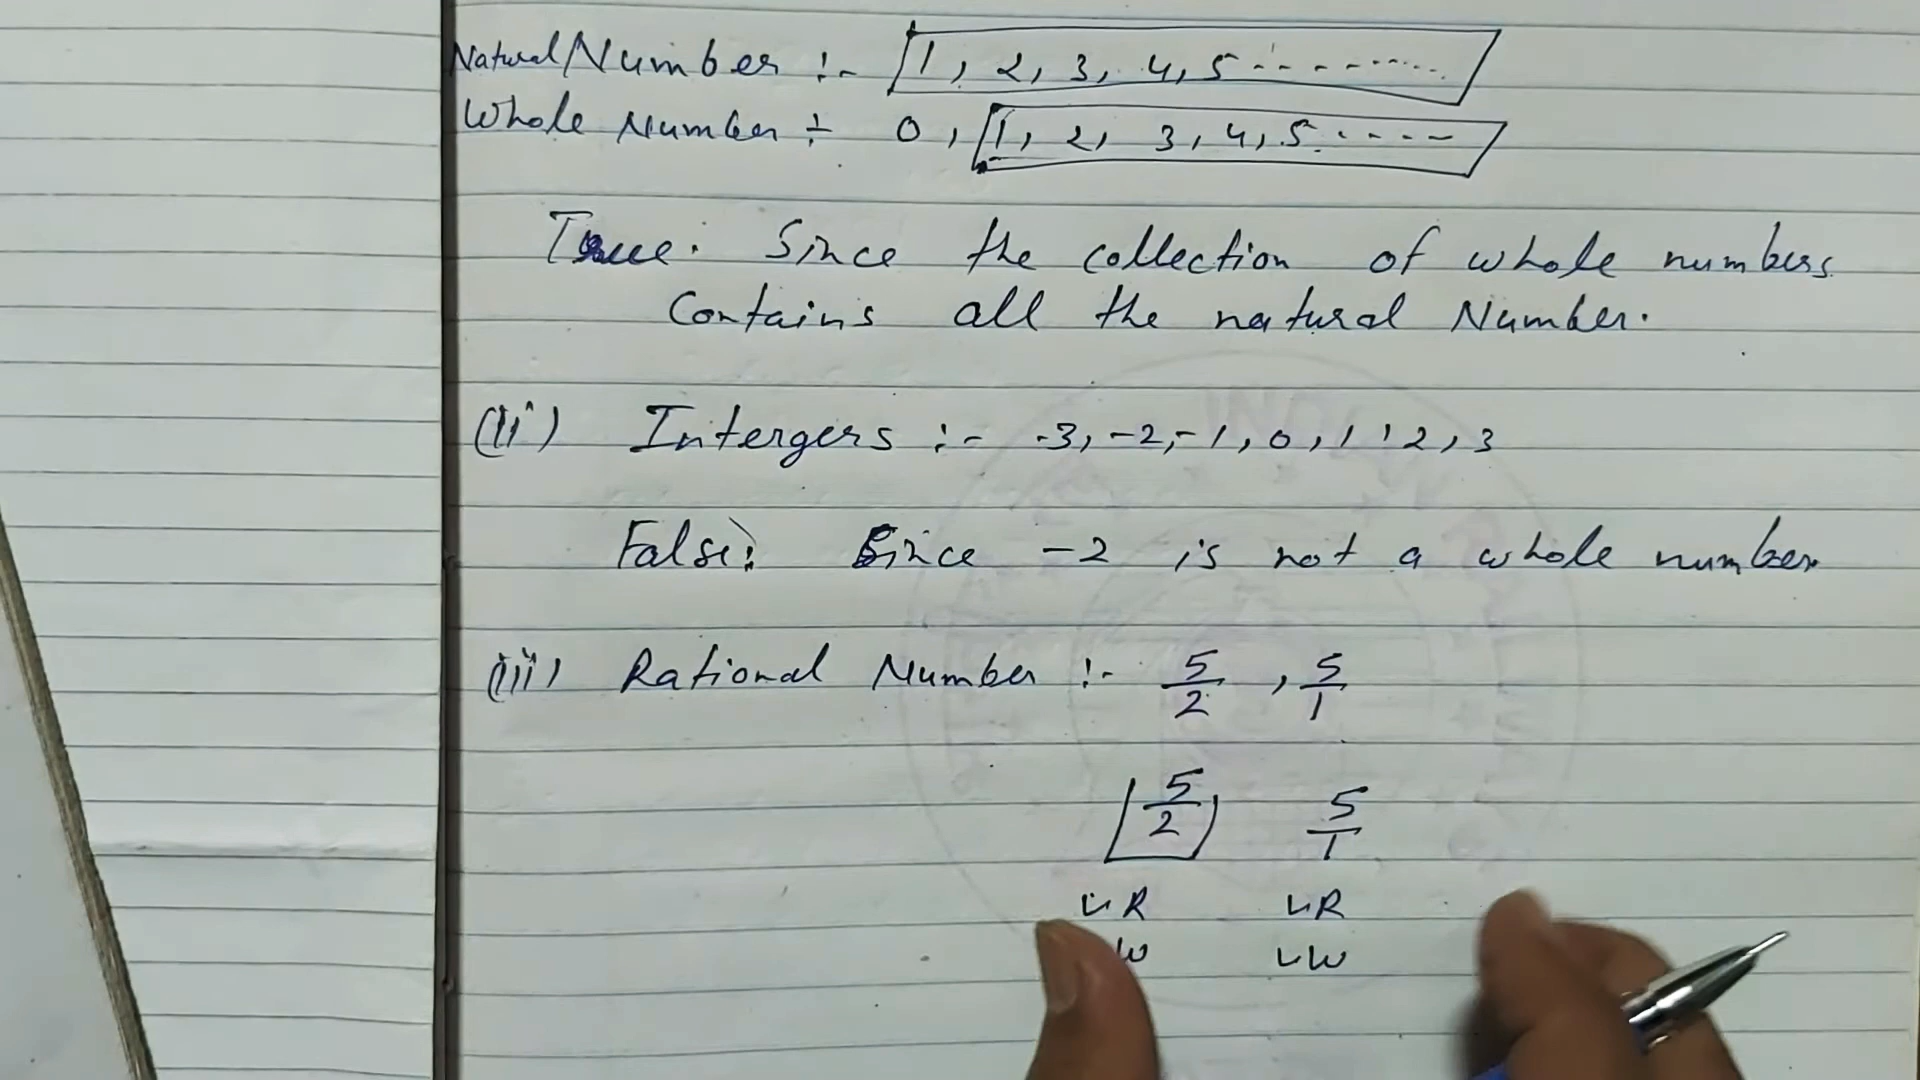 Natural Number :- 1, 2, 3, 4, 5 ---------
Whole Number ÷ 0, 1, 2, 3, 4, 5 -----
True. Since the collection of whole numbers
Contains all the natural Number.
(ii) Intergers :- -3, -2, -1, 0, 1, 2, 3
False: Since -2 is not a whole number
(iii) Rational Number :- 5/2 , 5/1
5/2 5/1
R R
W W